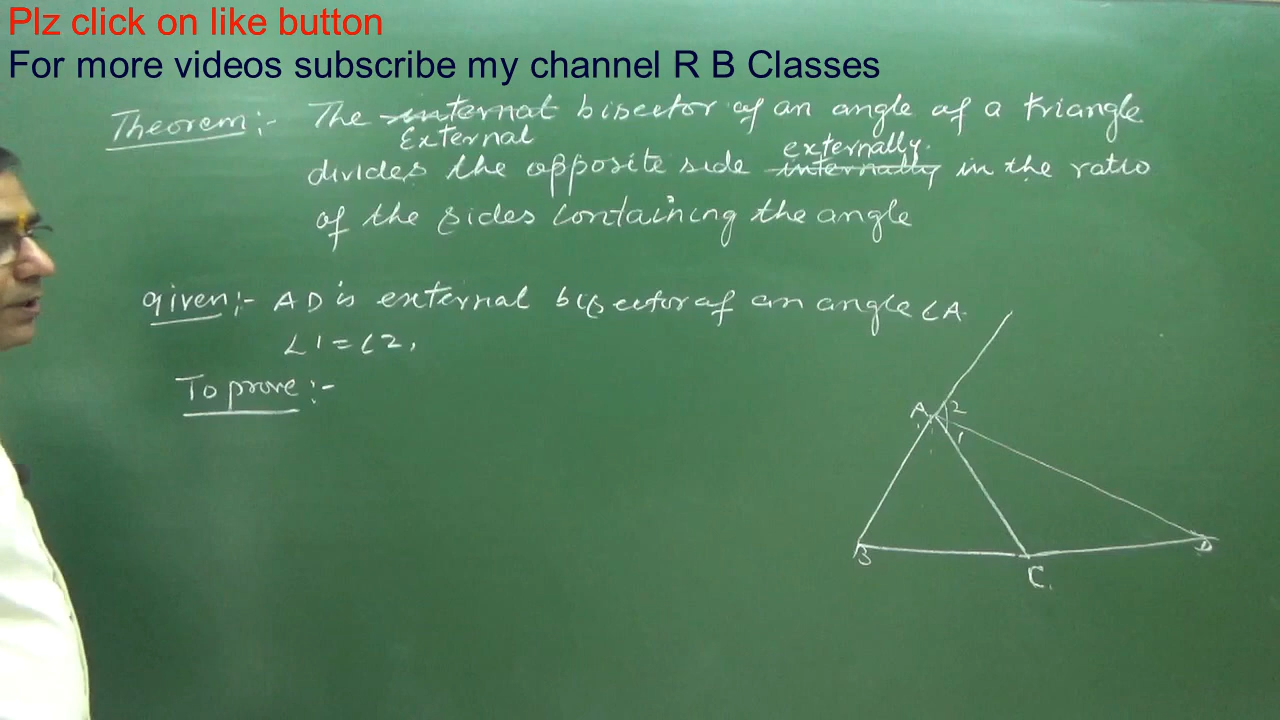 Plz click on like button
For more videos subscribe my channel R B Classes
Theorem:- The internal bisector of an angle of a triangle
External
externally.
divides the opposite side internally in the ratio
of the sides containing the angle
given:- AD is external bisector of an angle ∠A.
∠1=∠2,
To prove:-
A 2
1
B
D
C.